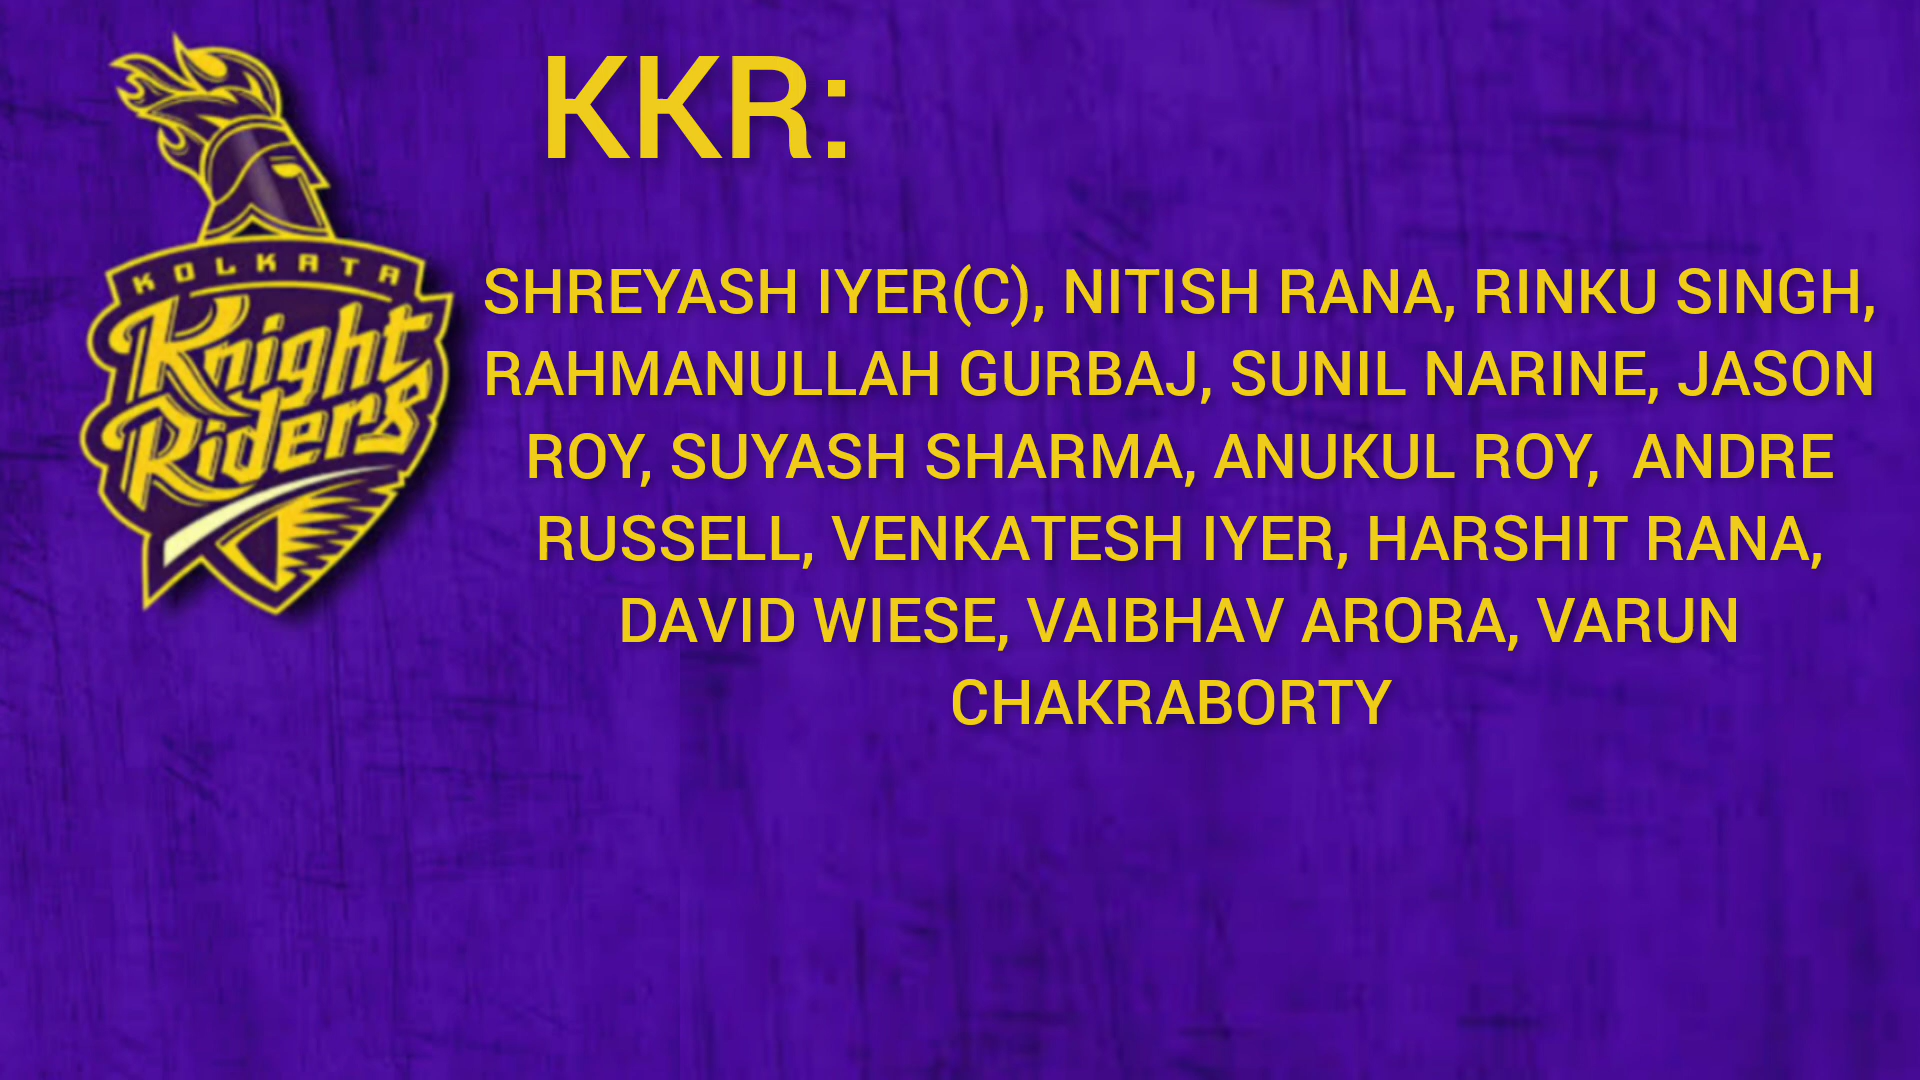 KKR:
KOLKATA
Knight
Riders
SHREYASH IYER(C), NITISH RANA, RINKU SINGH,
RAHMANULLAH GURBAJ, SUNIL NARINE, JASON
ROY, SUYASH SHARMA, ANUKUL ROY,  ANDRE
RUSSELL, VENKATESH IYER, HARSHIT RANA,
DAVID WIESE, VAIBHAV ARORA, VARUN
CHAKRABORTY